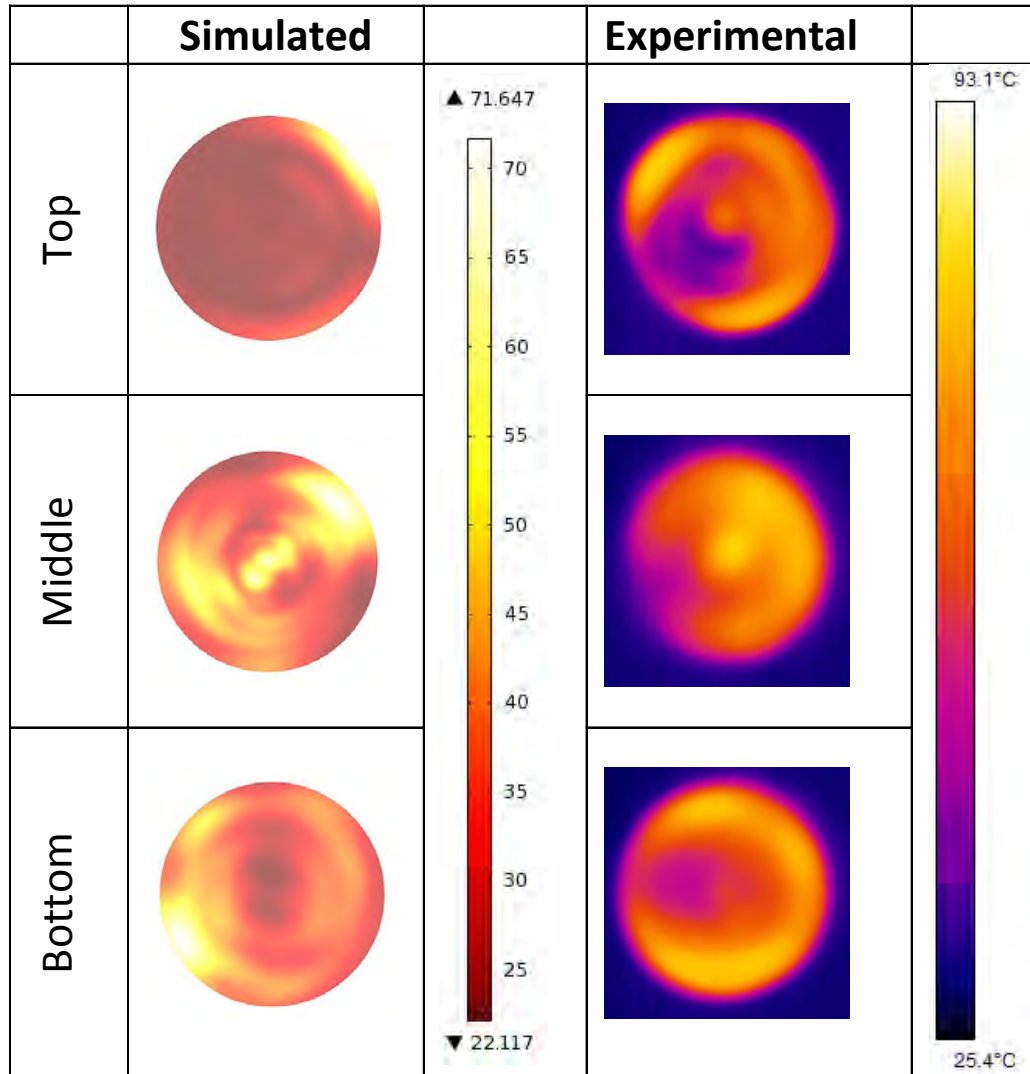 Simulated
Experimental
Top
▲ 71.647
70
65
60
55
50
45
40
35
30
25
▼ 22.117
93.1°C
25.4°C
Middle
Bottom